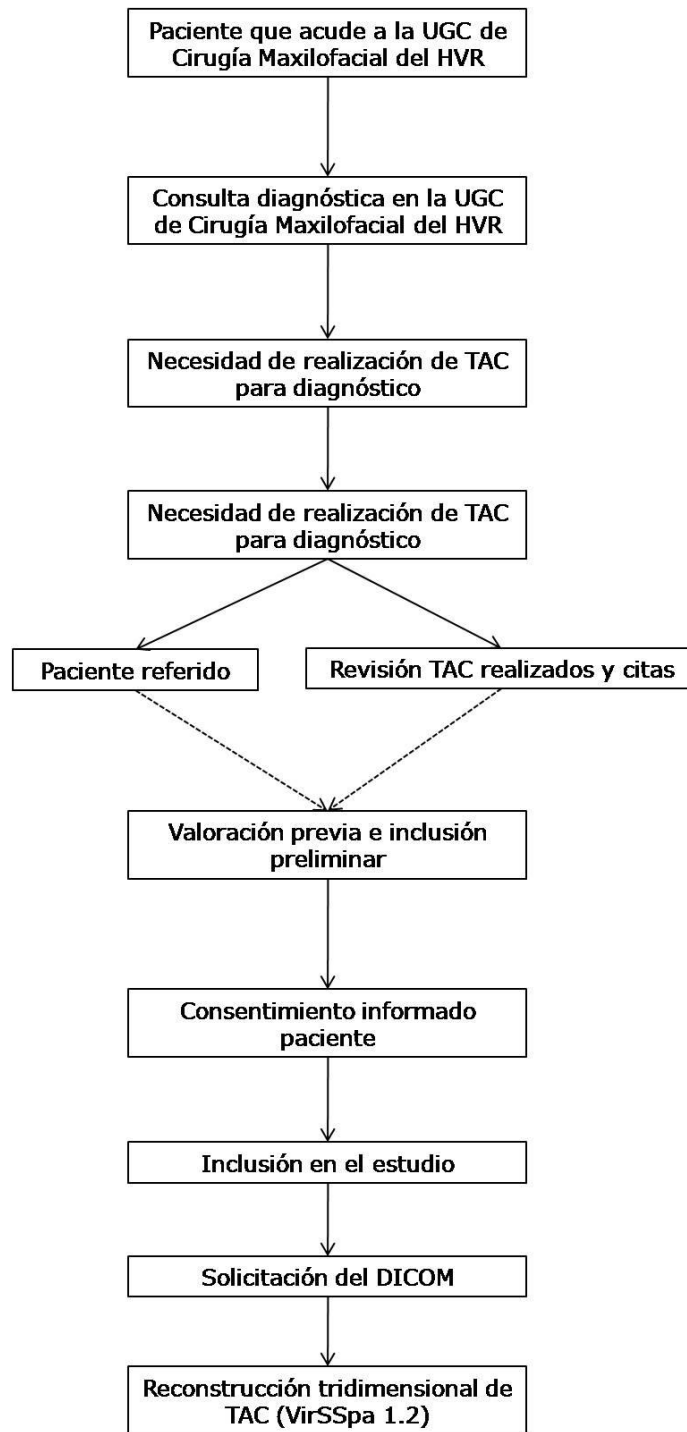 Paciente que acude a la UGC de
Cirugía Maxilofacial del HVR
Consulta diagnóstica en la UGC
de Cirugía Maxilofacial del HVR
Necesidad de realización de TAC
para diagnóstico
Necesidad de realización de TAC
para diagnóstico
Paciente referido
Revisión TAC realizados y citas
Valoración previa e inclusión
preliminar
Consentimiento informado
paciente
Inclusión en el estudio
Solicitación del DICOM
Reconstrucción tridimensional de
TAC (VirSSpa 1.2)